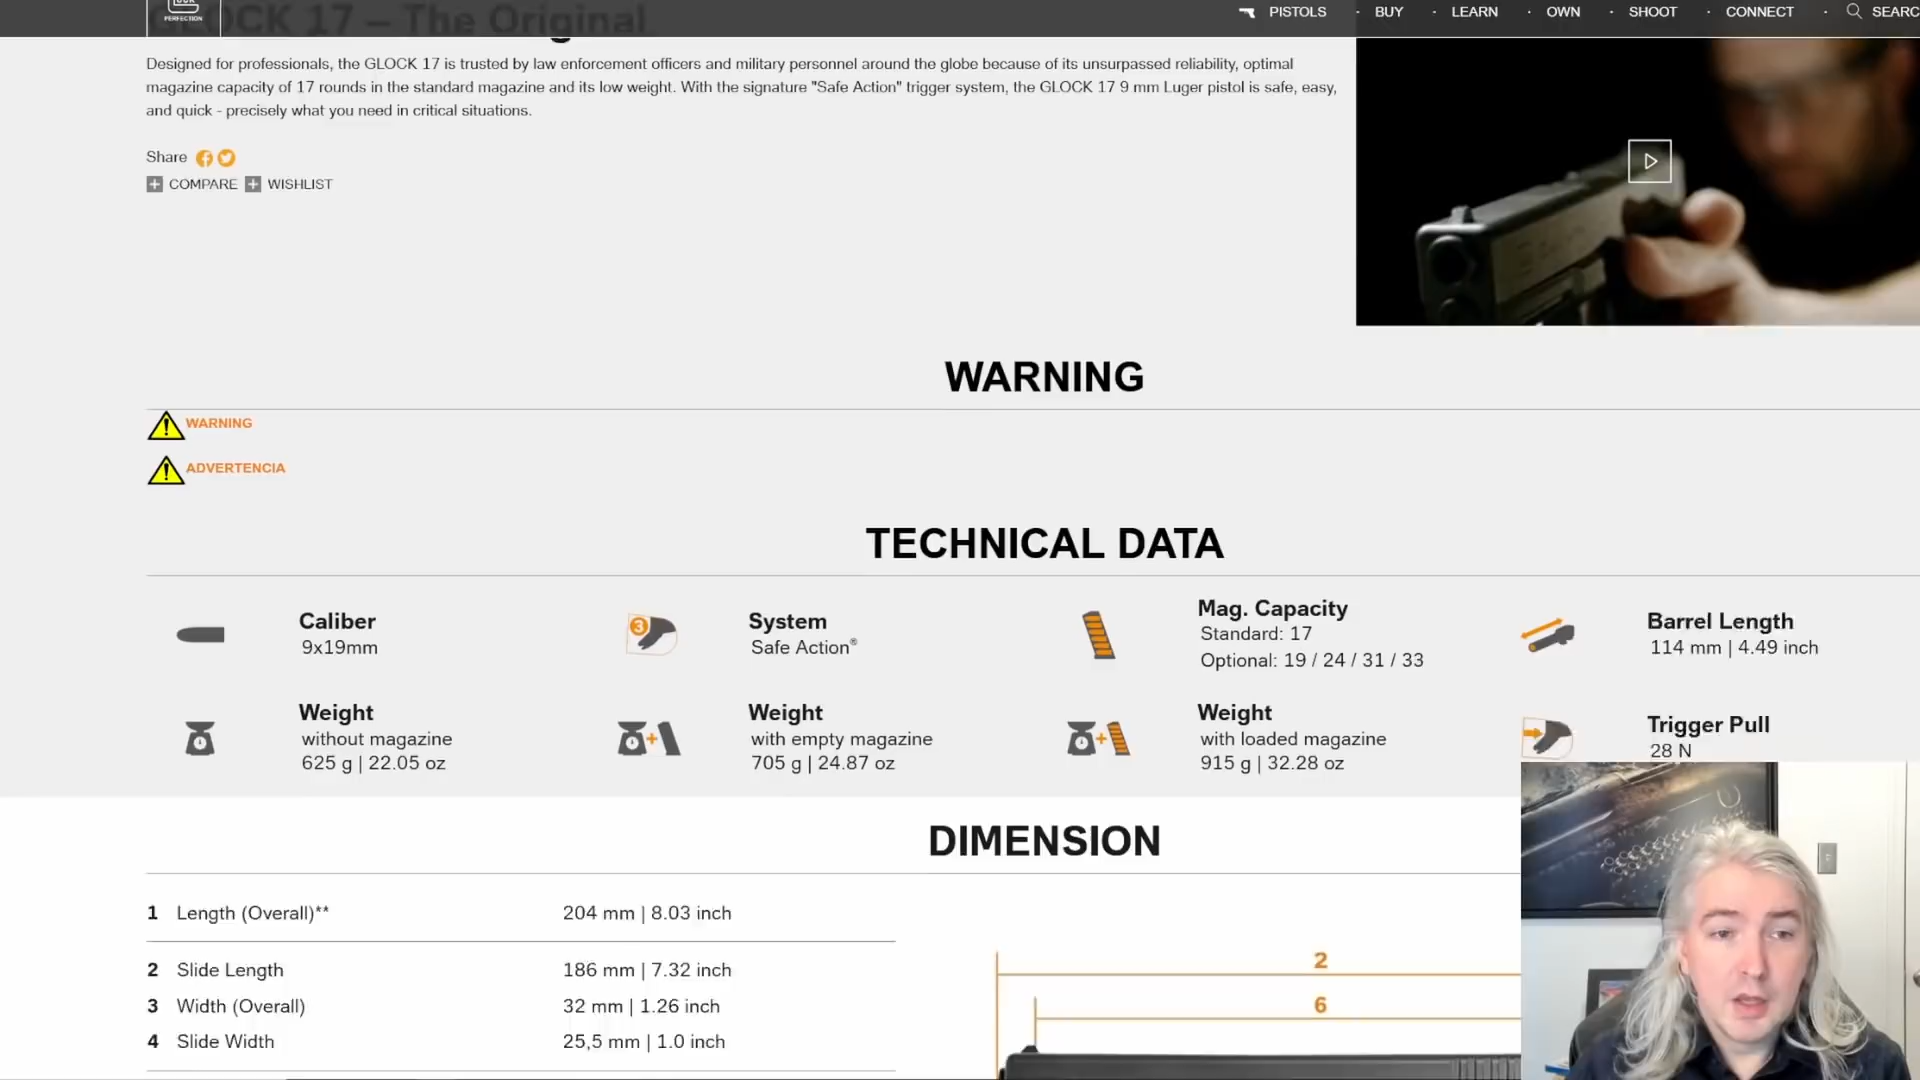 GLOCK 17 – The Original
PERFECTION
PISTOLS
BUY
LEARN
OWN
SHOOT
CONNECT
SEARC
Designed for professionals, the GLOCK 17 is trusted by law enforcement officers and military personnel around the globe because of its unsurpassed reliability, optimal
magazine capacity of 17 rounds in the standard magazine and its low weight. With the signature "Safe Action" trigger system, the GLOCK 17 9 mm Luger pistol is safe, easy,
and quick - precisely what you need in critical situations.
Share
COMPARE WISHLIST
WARNING
WARNING
ADVERTENCIA
TECHNICAL DATA
Caliber
9x19mm
System
Safe Action®
Mag. Capacity
Standard: 17
Optional: 19 / 24 / 31 / 33
Barrel Length
114 mm | 4.49 inch
Weight
without magazine
625 g | 22.05 oz
Weight
with empty magazine
705 g | 24.87 oz
Weight
with loaded magazine
915 g | 32.28 oz
Trigger Pull
28 N
DIMENSION
1 Length (Overall)** 204 mm | 8.03 inch
2 Slide Length 186 mm | 7.32 inch
3 Width (Overall) 32 mm | 1.26 inch
4 Slide Width 25,5 mm | 1.0 inch
2
6